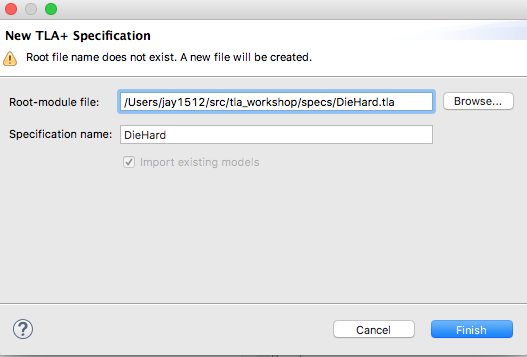 New TLA+ Specification
Root file name does not exist. A new file will be created.
Root-module file: /Users/jay1512/src/tla_workshop/specs/DieHard.tla Browse...
Specification name: DieHard
Import existing models
? Cancel Finish